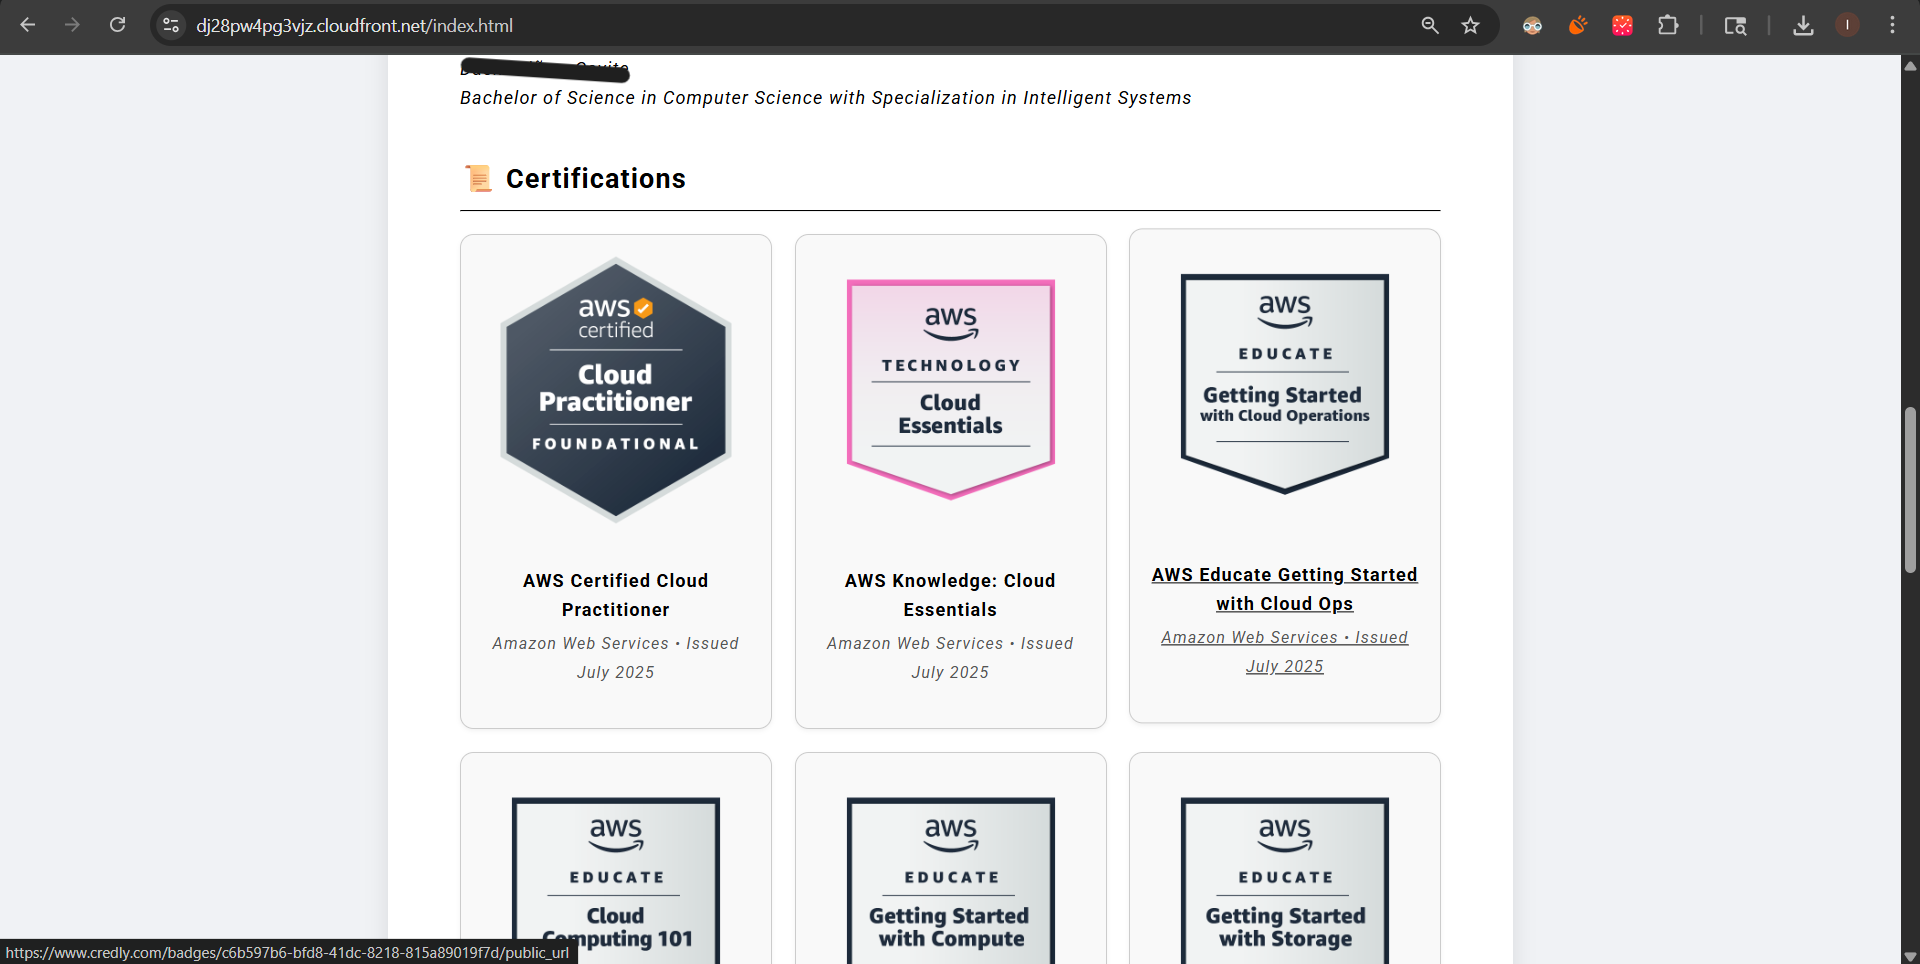 dj28pw4pg3vjz.cloudfront.net/index.html
I
Bachelor of Science in Computer Science with Specialization in Intelligent Systems
📜 Certifications
aws
certified
Cloud
Practitioner
FOUNDATIONAL
AWS Certified Cloud
Practitioner
Amazon Web Services • Issued
July 2025
aws
TECHNOLOGY
Cloud
Essentials
AWS Knowledge: Cloud
Essentials
Amazon Web Services • Issued
July 2025
aws
EDUCATE
Getting Started
with Cloud Operations
AWS Educate Getting Started
with Cloud Ops
Amazon Web Services • Issued
July 2025
aws
EDUCATE
Cloud
Computing 101
aws
EDUCATE
Getting Started
with Compute
aws
EDUCATE
Getting Started
with Storage
https://www.credly.com/badges/c6b597b6-bfd8-41dc-8218-815a89019f7d/public_url